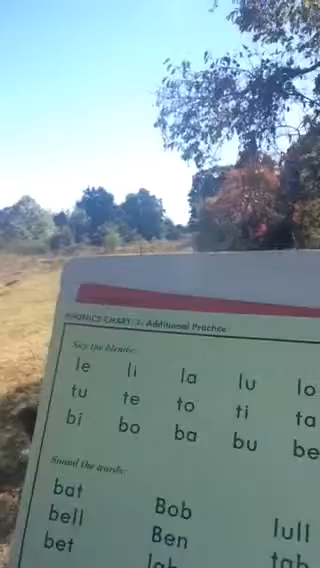 PHONICS CHART 3: Additional Practice
Say the blends:
le li la lu lo
tu te to ti ta
bi bo ba bu be
Sound the words:
bat Bob
bell Ben lull
bet